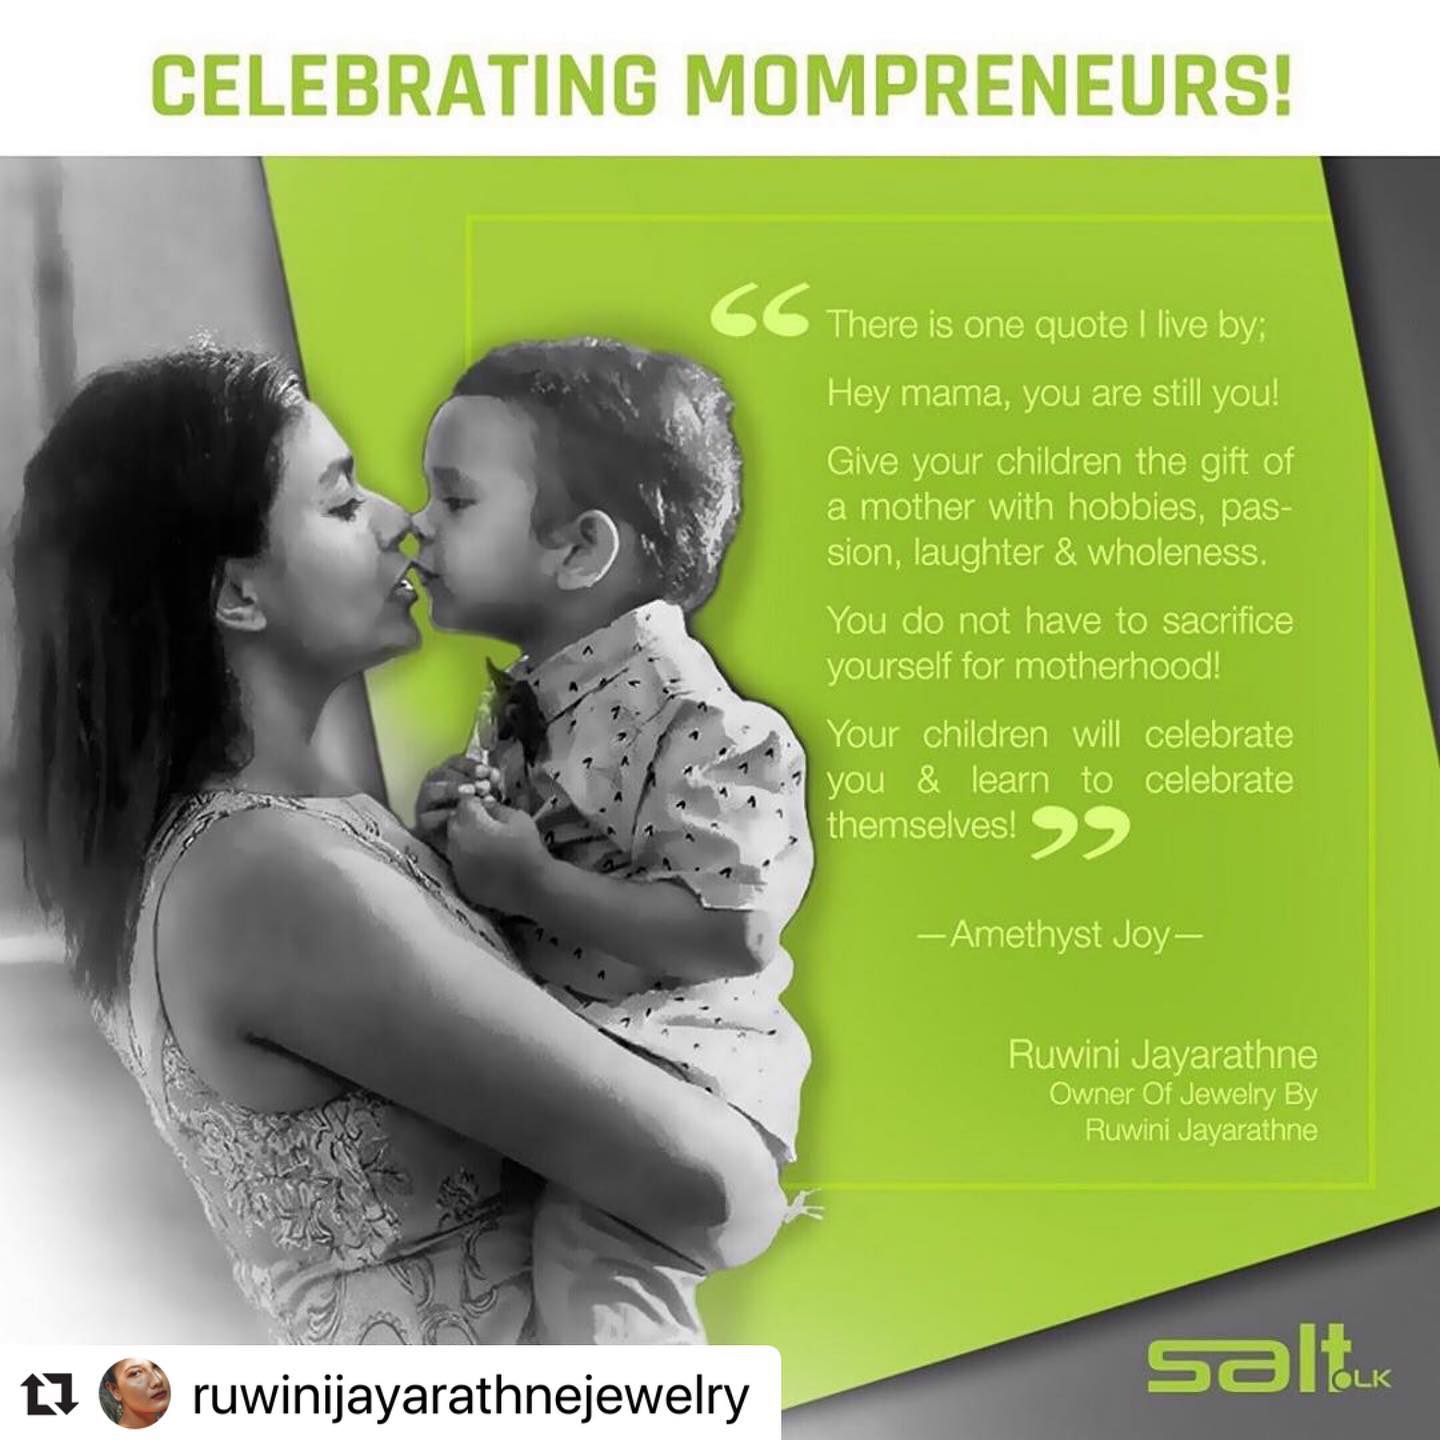 CELEBRATING MOMPRENEURS!
“ There is one quote I live by;
Hey mama, you are still you!
Give your children the gift of
a mother with hobbies, pas-
sion, laughter & wholeness.
You do not have to sacrifice
yourself for motherhood!
Your children will celebrate
you & learn to celebrate
themselves! ”
—Amethyst Joy—
Ruwini Jayarathne
Owner Of Jewelry By
Ruwini Jayarathne
salt.LK
ruwinijayarathnejewelry